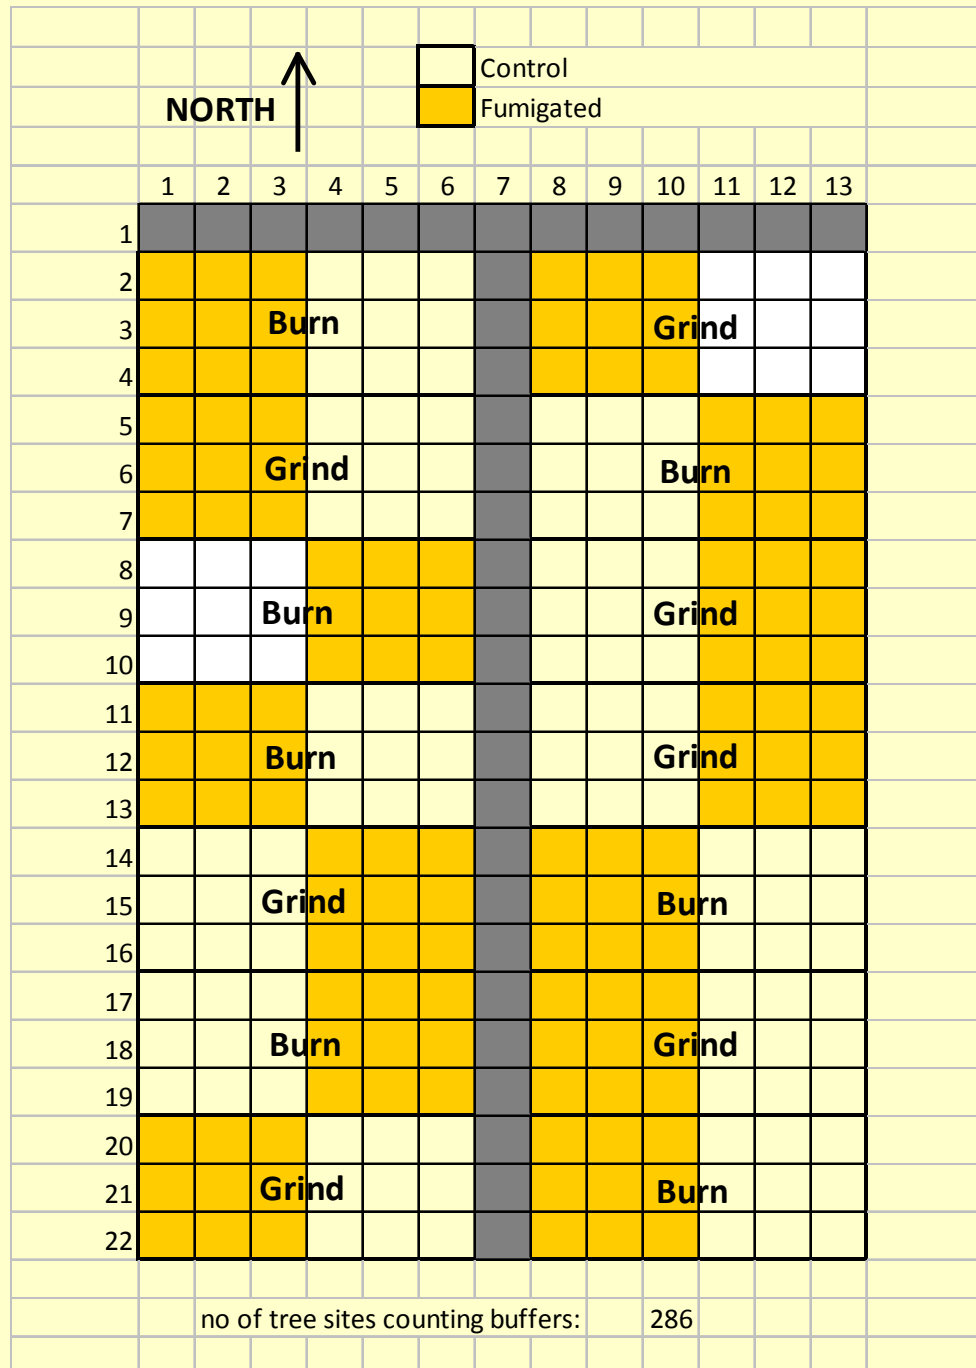 Control
NORTH
Fumigated
1 2 3 4 5 6 7 8 9 10 11 12 13
1
2
3 Burn Grind
4
5
6 Grind Burn
7
8
9 Burn Grind
10
11
12 Burn Grind
13
14
15 Grind Burn
16
17
18 Burn Grind
19
20
21 Grind Burn
22
no of tree sites counting buffers: 286